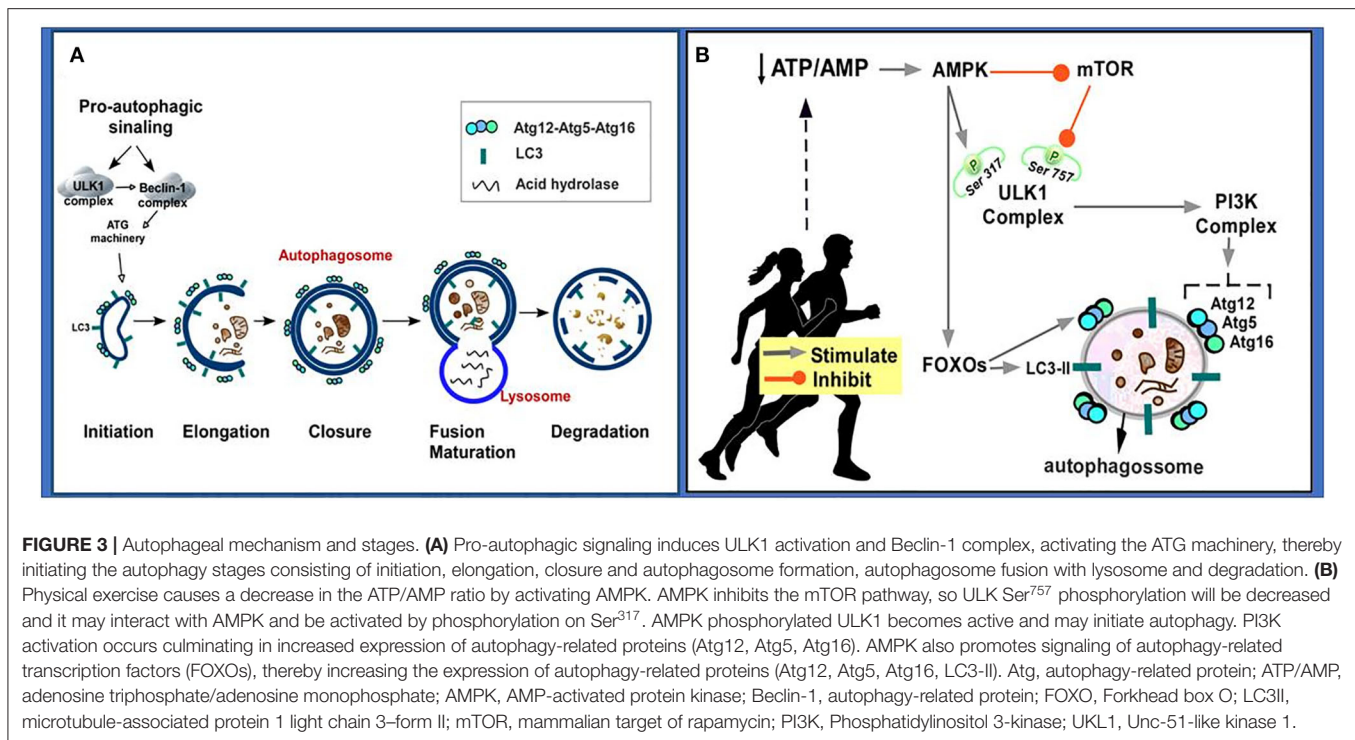 A
Pro-autophagic
sinaling
ULK1
complex
Beclin-1
complex
ATG
machinery
LC3
Atg12-Atg5-Atg16
LC3
Acid hydrolase
Autophagosome
Lysosome
Initiation
Elongation
Closure
Fusion
Maturation
Degradation
B
↓ ATP/AMP
AMPK
mTOR
P
Ser 317
P
Ser 757
ULK1
Complex
PI3K
Complex
Atg12
Atg5
Atg16
Stimulate
Inhibit
FOXOs
LC3-II
autophagossome
FIGURE 3 | Autophageal mechanism and stages. (A) Pro-autophagic signaling induces ULK1 activation and Beclin-1 complex, activating the ATG machinery, thereby
initiating the autophagy stages consisting of initiation, elongation, closure and autophagosome formation, autophagosome fusion with lysosome and degradation. (B)
Physical exercise causes a decrease in the ATP/AMP ratio by activating AMPK. AMPK inhibits the mTOR pathway, so ULK Ser757 phosphorylation will be decreased
and it may interact with AMPK and be activated by phosphorylation on Ser317. AMPK phosphorylated ULK1 becomes active and may initiate autophagy. PI3K
activation occurs culminating in increased expression of autophagy-related proteins (Atg12, Atg5, Atg16). AMPK also promotes signaling of autophagy-related
transcription factors (FOXOs), thereby increasing the expression of autophagy-related proteins (Atg12, Atg5, Atg16, LC3-II). Atg, autophagy-related protein; ATP/AMP,
adenosine triphosphate/adenosine monophosphate; AMPK, AMP-activated protein kinase; Beclin-1, autophagy-related protein; FOXO, Forkhead box O; LC3II,
microtubule-associated protein 1 light chain 3–form II; mTOR, mammalian target of rapamycin; PI3K, Phosphatidylinositol 3-kinase; UKL1, Unc-51-like kinase 1.